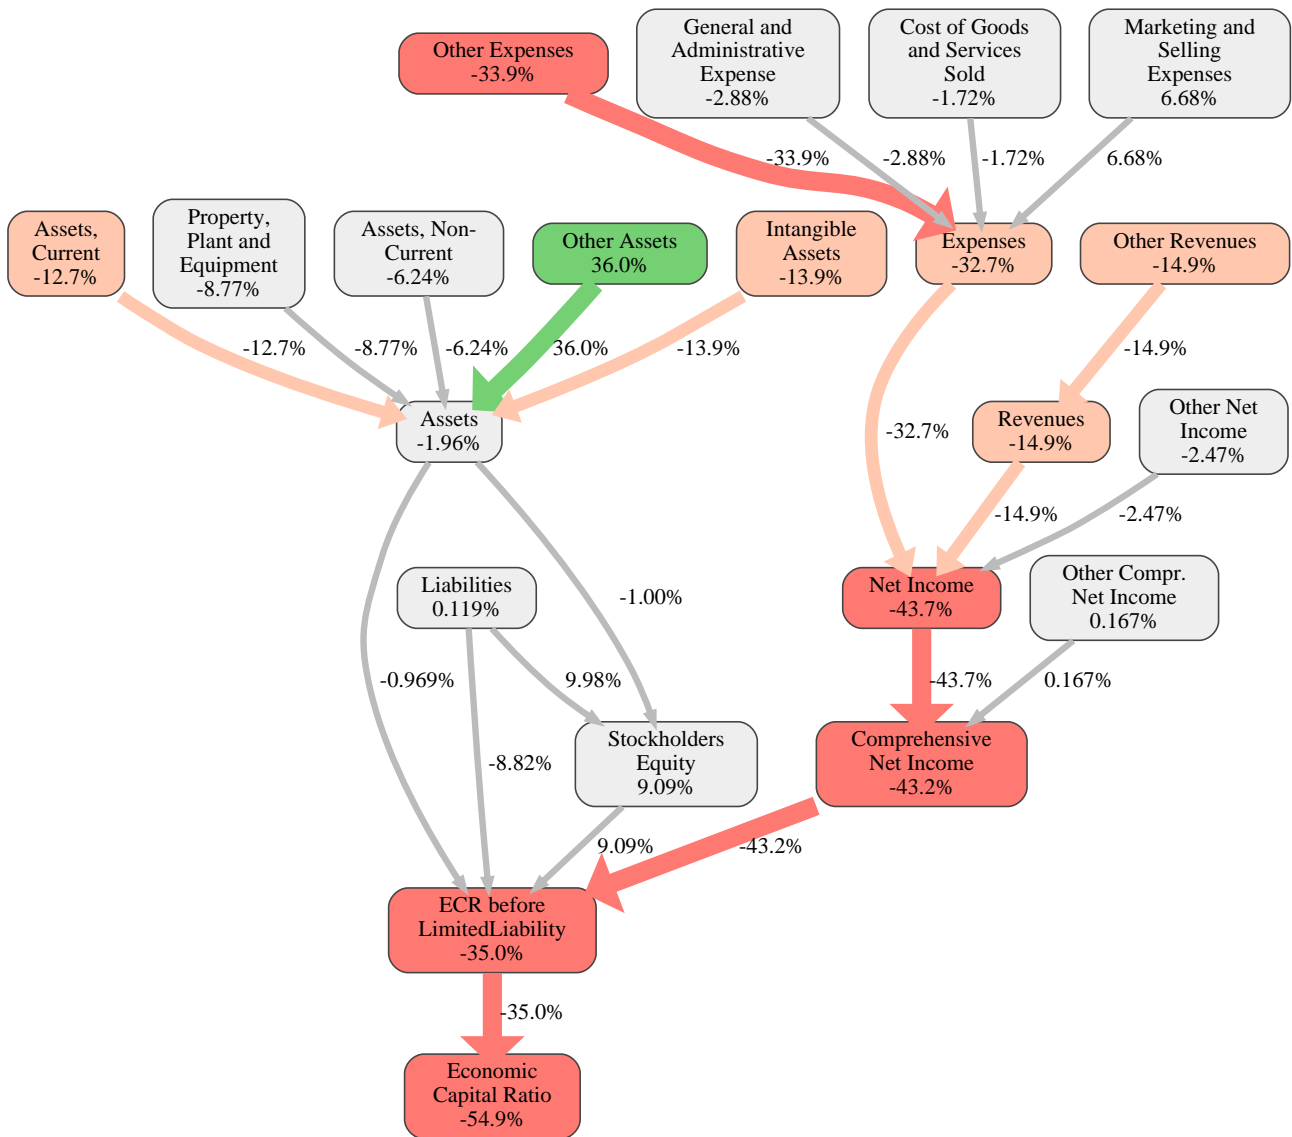 Other Expenses
-33.9%
General and
Administrative
Expense
-2.88%
Cost of Goods
and Services
Sold
-1.72%
Marketing and
Selling
Expenses
6.68%
-33.9%
-2.88%
-1.72%
6.68%
Assets,
Current
-12.7%
Property,
Plant and
Equipment
-8.77%
Assets, Non-
Current
-6.24%
Other Assets
36.0%
Intangible
Assets
-13.9%
Expenses
-32.7%
Other Revenues
-14.9%
-12.7%
-8.77%
-6.24%
36.0%
-13.9%
-14.9%
Assets
-1.96%
-32.7%
Revenues
-14.9%
Other Net
Income
-2.47%
-14.9%
-2.47%
Liabilities
0.119%
-1.00%
Net Income
-43.7%
Other Compr.
Net Income
0.167%
-0.969%
9.98%
-43.7%
0.167%
-8.82%
Stockholders
Equity
9.09%
Comprehensive
Net Income
-43.2%
9.09%
-43.2%
ECR before
LimitedLiability
-35.0%
-35.0%
Economic
Capital Ratio
-54.9%